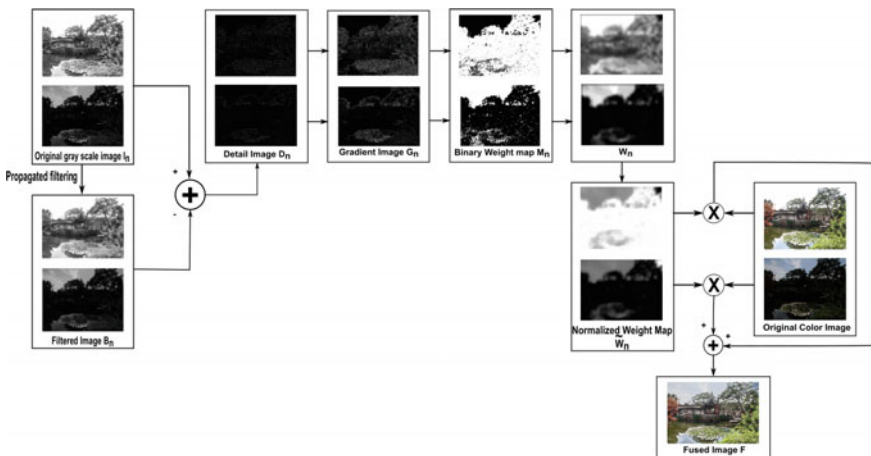 Original gray scale image In
Propagated filtering
+
+
-
Filtered Image Bn
Detail Image Dn
Gradient Image Gn
Binary Weight map Mn
Wn
X
X
Normalized Weight Map
W̃n
Original Color Image
+
+
+
Fused Image F